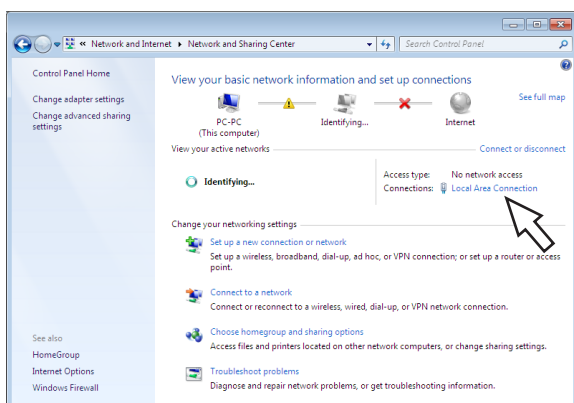 « Network and Internet ▸ Network and Sharing Center
Search Control Panel
Control Panel Home
Change adapter settings
Change advanced sharing
settings
See also
HomeGroup
Internet Options
Windows Firewall
View your basic network information and set up connections
See full map
PC-PC
(This computer)
Identifying...
Internet
View your active networks
Connect or disconnect
Identifying...
Access type: No network access
Connections: Local Area Connection
Change your networking settings
Set up a new connection or network
Set up a wireless, broadband, dial-up, ad hoc, or VPN connection; or set up a router or access
point.
Connect to a network
Connect or reconnect to a wireless, wired, dial-up, or VPN network connection.
Choose homegroup and sharing options
Access files and printers located on other network computers, or change sharing settings.
Troubleshoot problems
Diagnose and repair network problems, or get troubleshooting information.